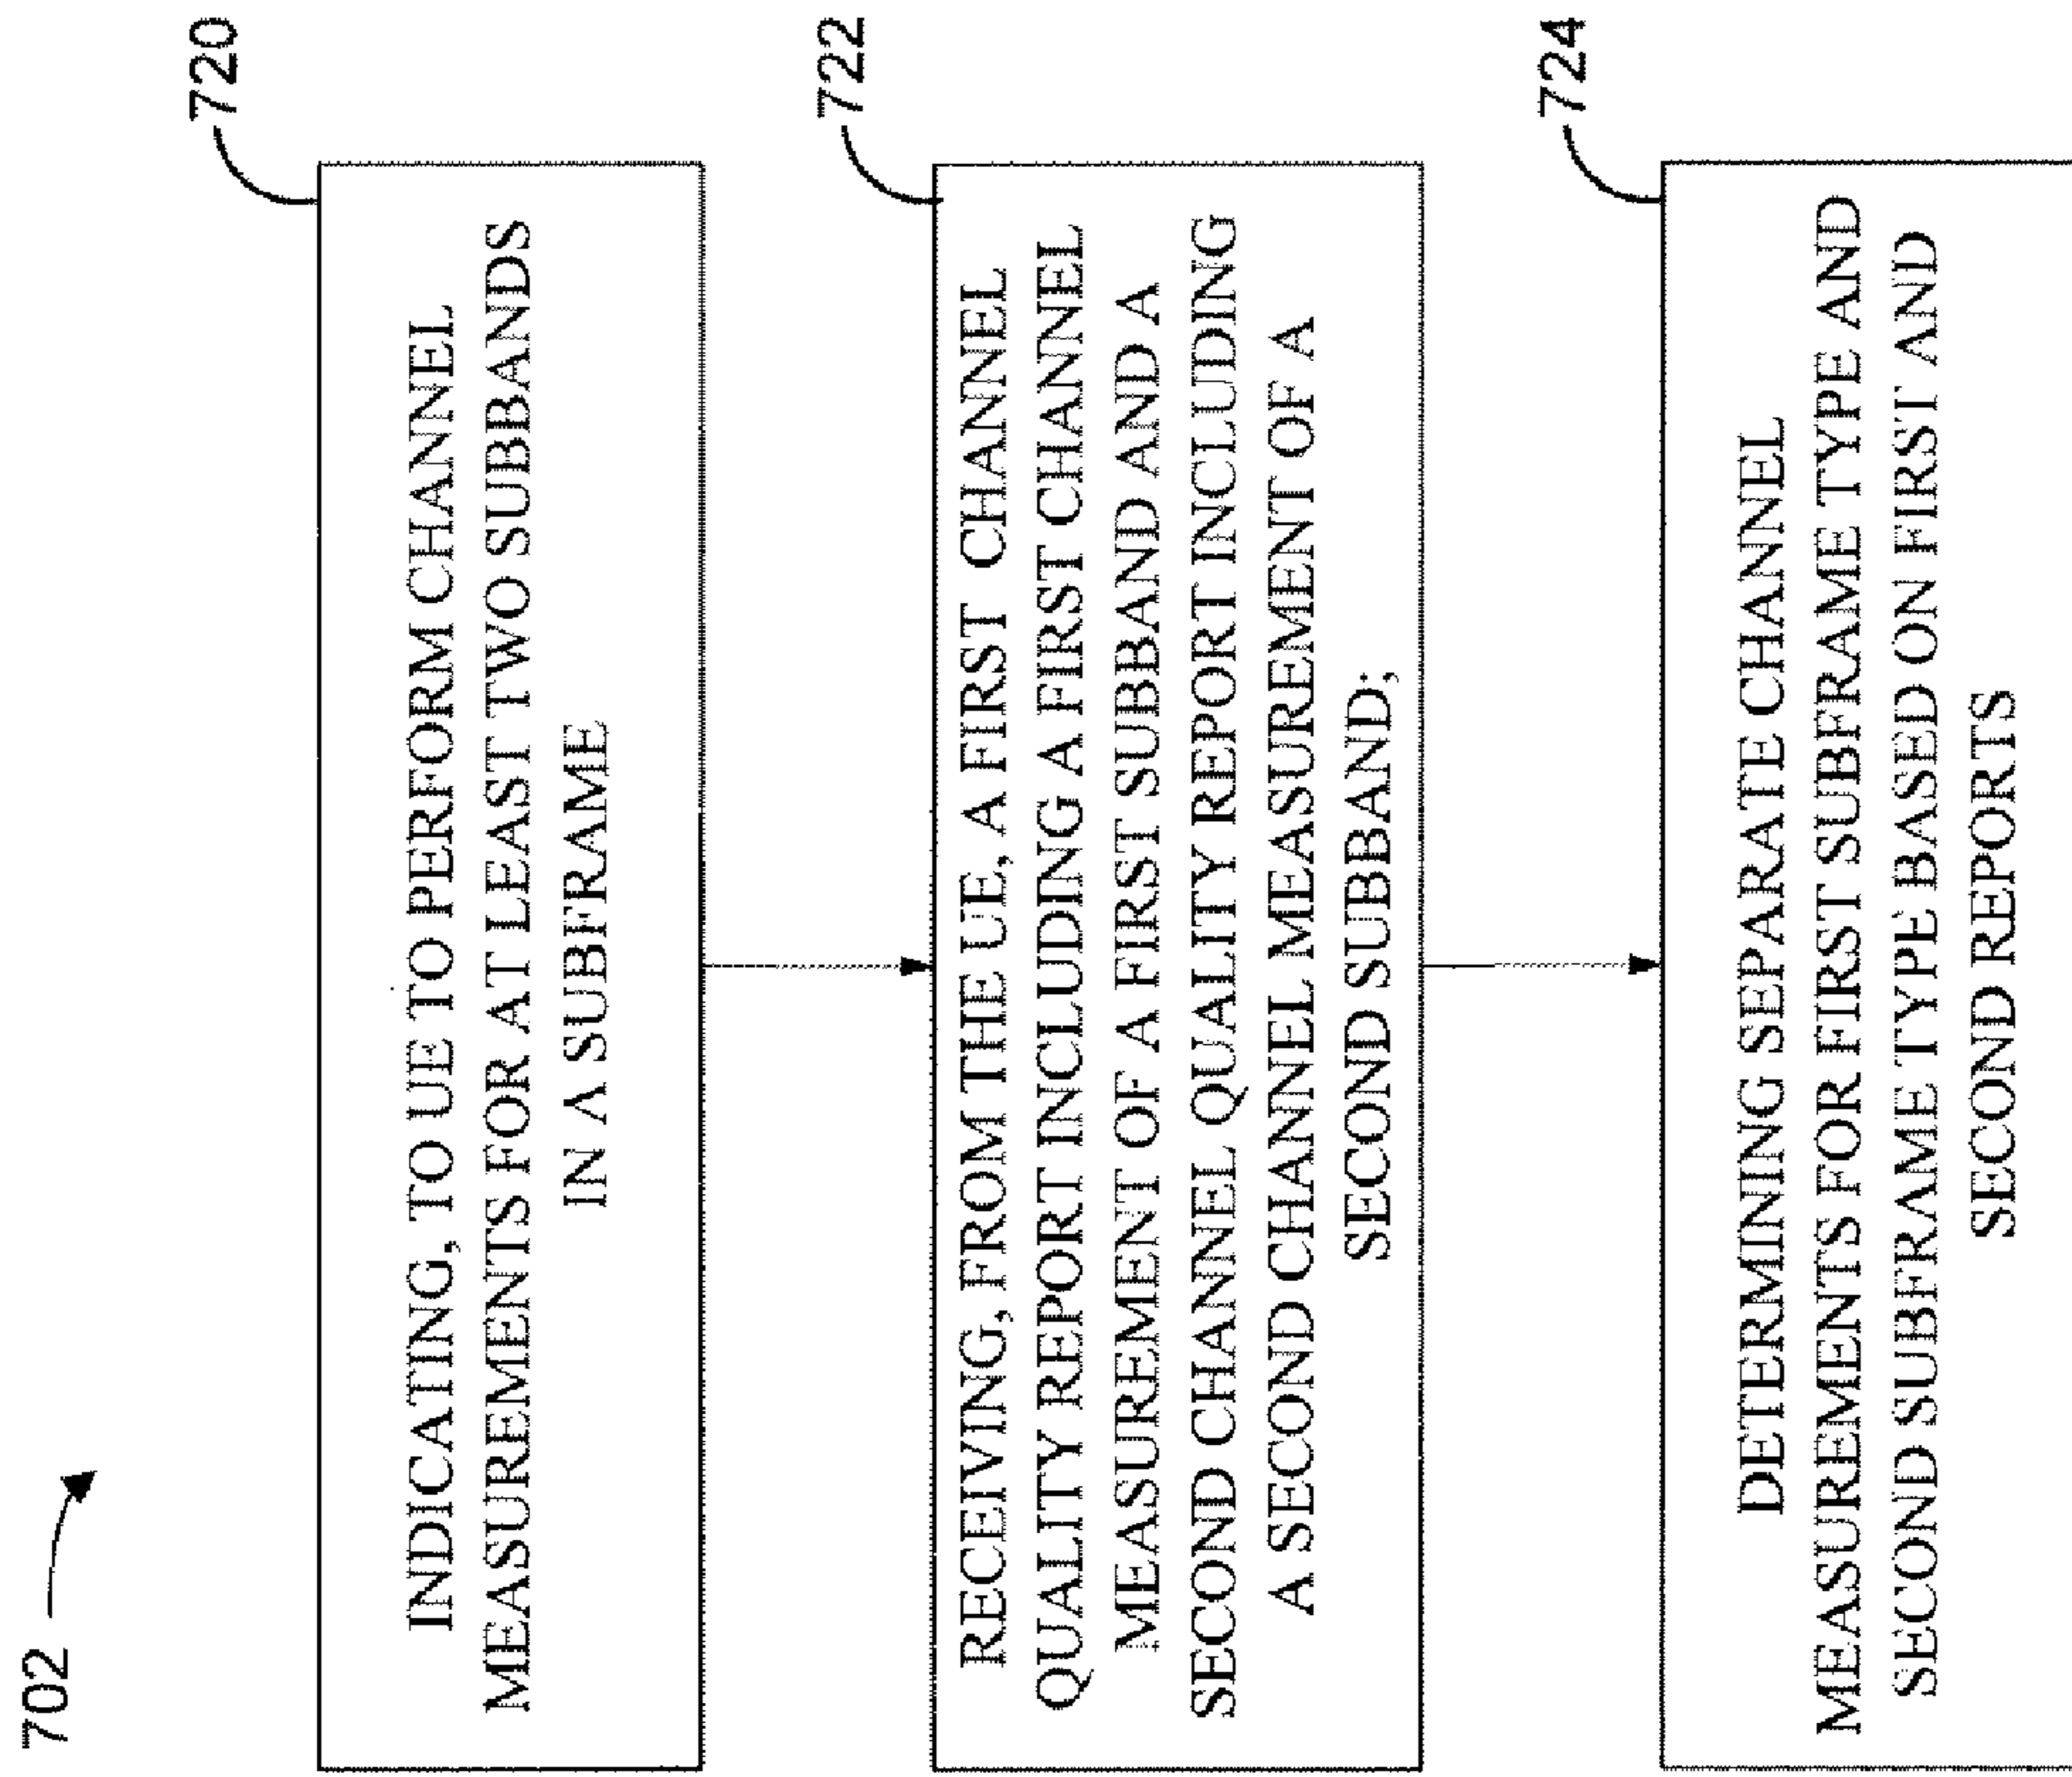 702
720
INDICATING, TO UE TO PERFORM CHANNEL
MEASUREMENTS FOR AT LEAST TWO SUBBANDS
IN A SUBFRAME
722
RECEIVING, FROM THE UE, A FIRST CHANNEL
QUALITY REPORT INCLUDING A FIRST CHANNEL
MEASUREMENT OF A FIRST SUBBAND AND A
SECOND CHANNEL QUALITY REPORT INCLUDING
A SECOND CHANNEL MEASUREMENT OF A
SECOND SUBBAND;
724
DETERMINING SEPARATE CHANNEL
MEASUREMENTS FOR FIRST SUBFRAME TYPE AND
SECOND SUBFRAME TYPE BASED ON FIRST AND
SECOND REPORTS